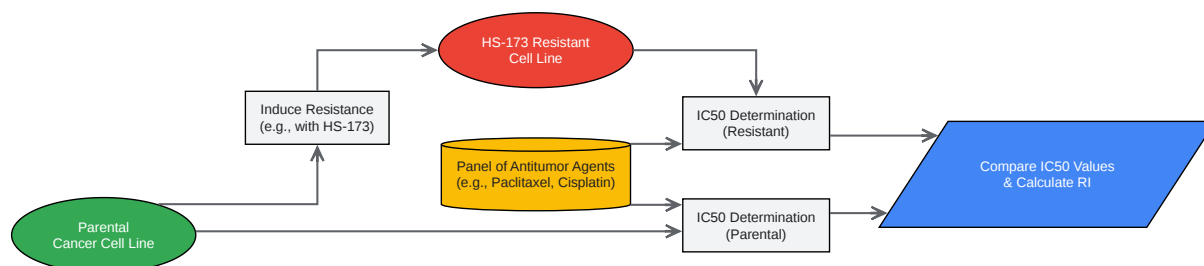 HS-173 Resistant
Cell Line
Induce Resistance
(e.g., with HS-173)
IC50 Determination
(Resistant)
Panel of Antitumor Agents
(e.g., Paclitaxel, Cisplatin)
Compare IC50 Values
& Calculate RI
Parental
Cancer Cell Line
IC50 Determination
(Parental)